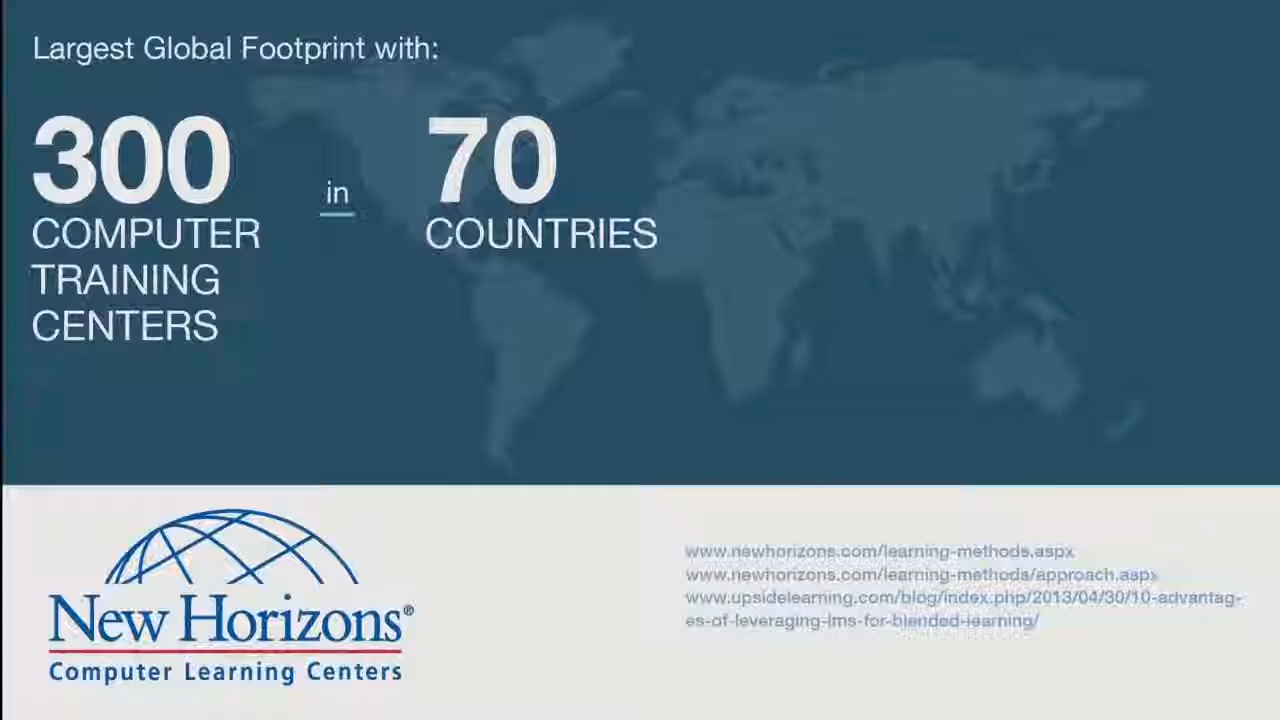 Largest Global Footprint with:
300
COMPUTER
TRAINING
CENTERS
in
70
COUNTRIES
New Horizons®
Computer Learning Centers
www.newhorizons.com/learning-methods.aspx
www.newhorizons.com/learning-methods/approach.aspx
www.upsidelearning.com/blog/index.php/2013/04/30/10-advantag-
es-of-leveraging-lms-for-blended-learning/